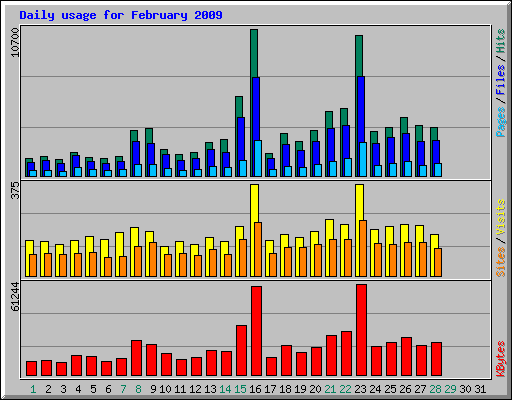 Daily usage for February 2009
10700
Pages / Files / Hits
375
Sites / Visits
61244
KBytes
1 2 3 4 5 6 7 8 9 10 11 12 13 14 15 16 17 18 19 20 21 22 23 24 25 26 27 28 29 30 31